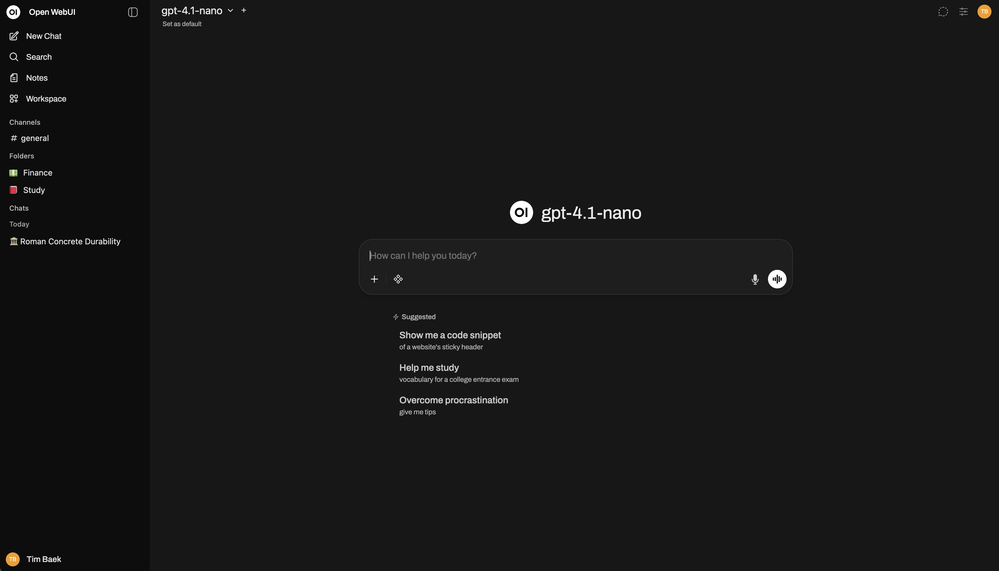 OI Open WebUI
New Chat
Search
Notes
Workspace
Channels
# general
Folders
Finance
Study
Chats
Today
Roman Concrete Durability
TB Tim Baek
gpt-4.1-nano
Set as default
TB
OI gpt-4.1-nano
How can I help you today?
Suggested
Show me a code snippet
of a website's sticky header
Help me study
vocabulary for a college entrance exam
Overcome procrastination
give me tips